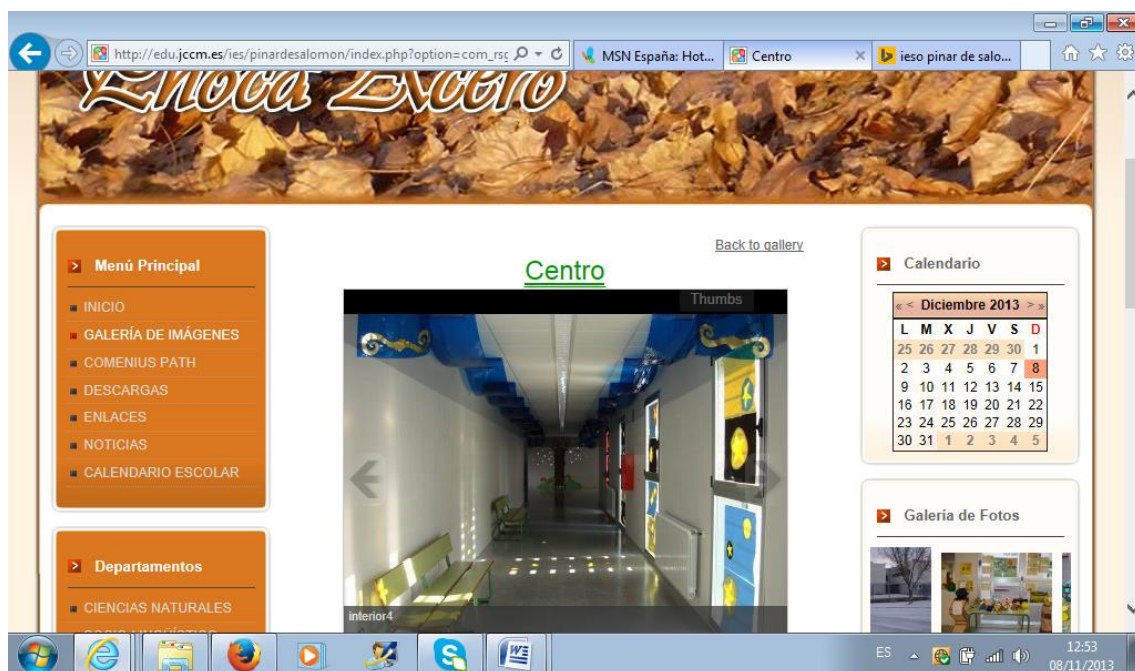 http://edu.jccm.es/ies/pinardesalomon/index.php?option=com_rsg
MSN España: Hot...
Centro
ieso pinar de salo...
Back to gallery
Menú Principal
INICIO
GALERÍA DE IMÁGENES
COMENIUS PATH
DESCARGAS
ENLACES
NOTICIAS
CALENDARIO ESCOLAR
Departamentos
CIENCIAS NATURALES
Centro
Thumbs
interior4
Calendario
« < Diciembre 2013 > »
L M X J V S D
25 26 27 28 29 30 1
2 3 4 5 6 7 8
9 10 11 12 13 14 15
16 17 18 19 20 21 22
23 24 25 26 27 28 29
30 31 1 2 3 4 5
Galería de Fotos
ES
12:53
08/11/2013